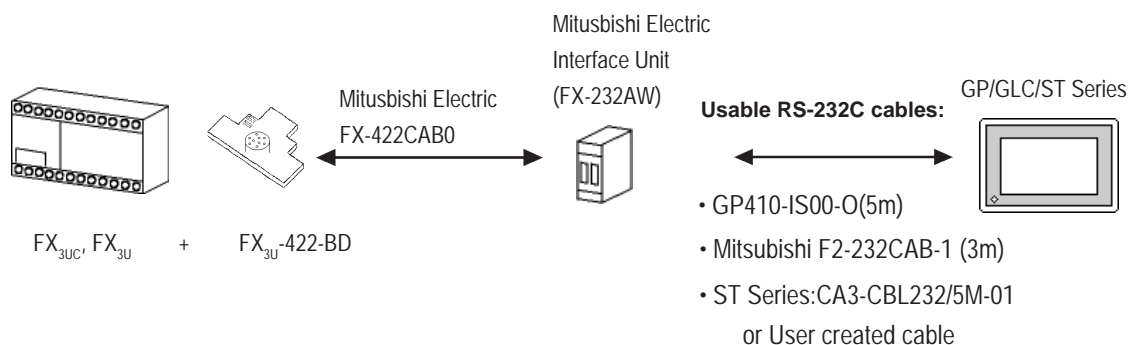 Mitusbishi Electric
Interface Unit
(FX-232AW)
GP/GLC/ST Series
Mitusbishi Electric
FX-422CAB0
Usable RS-232C cables:
• GP410-IS00-O(5m)
• Mitsubishi F2-232CAB-1 (3m)
• ST Series:CA3-CBL232/5M-01
or User created cable
FX3UC, FX3U + FX3U-422-BD